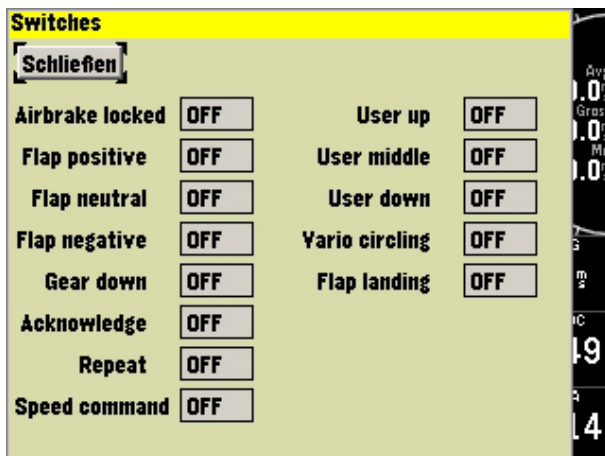 Switches
Schließen
Airbrake locked OFF User up OFF
Flap positive OFF User middle OFF
Flap neutral OFF User down OFF
Flap negative OFF Vario circling OFF
Gear down OFF Flap landing OFF
Acknowledge OFF
Repeat OFF
Speed command OFF